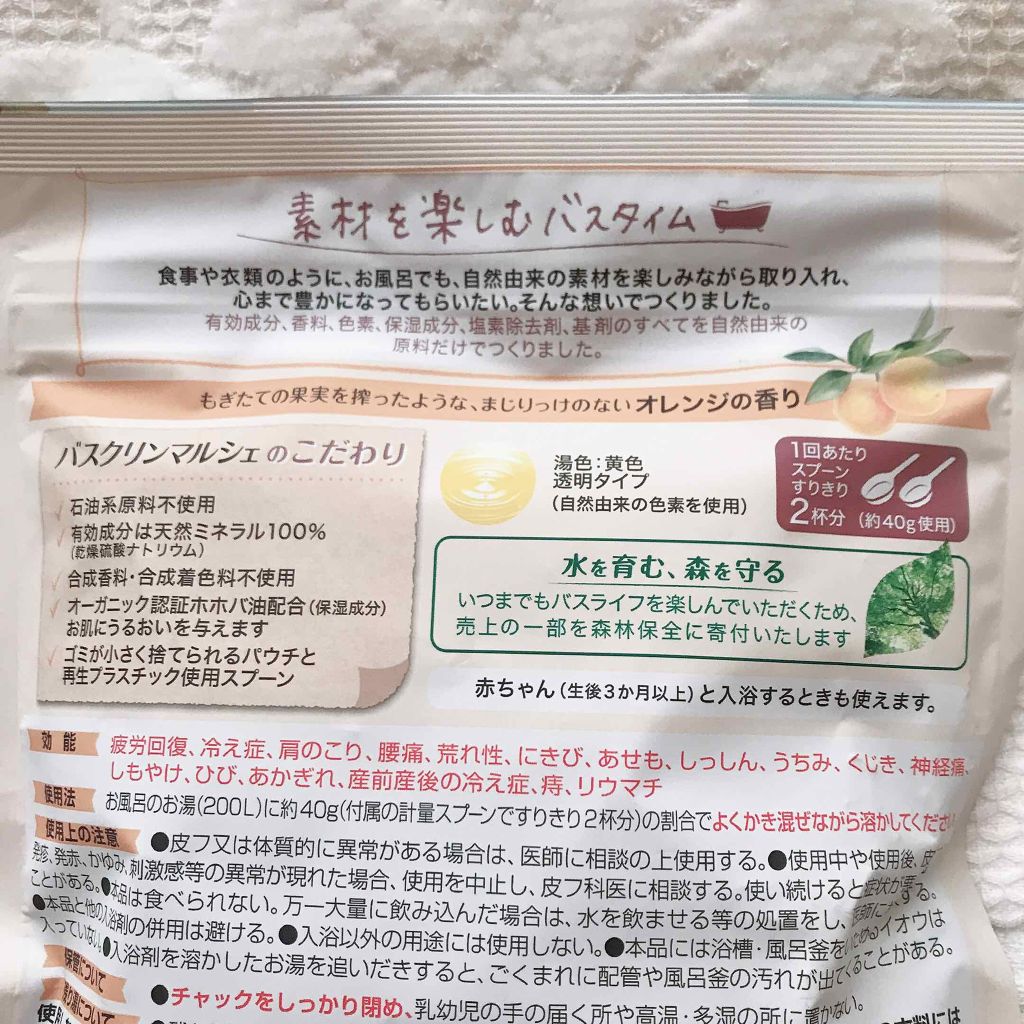 素材を楽しむバスタイム
食事や衣類のように、お風呂でも、自然由来の素材を楽しみながら取り入れ、
心まで豊かになってもらいたい。そんな想いでつくりました。
有効成分、香料、色素、保湿成分、塩素除去剤、基剤のすべてを自然由来の
原料だけでつくりました。
もぎたての果実を搾ったような、まじりっけのないオレンジの香り
バスクリンマルシェのこだわり
石油系原料不使用
有効成分は天然ミネラル100%
(乾燥硫酸ナトリウム)
合成香料・合成着色料不使用
オーガニック認証ホホバ油配合(保湿成分)
お肌にうるおいを与えます
ゴミが小さく捨てられるパウチと
再生プラスチック使用スプーン
湯色:黄色
透明タイプ
(自然由来の色素を使用)
1回あたり
スプーン
すりきり
2杯分(約40g使用)
水を育む、森を守る
いつまでもバスライフを楽しんでいただくため、
売上の一部を森林保全に寄付いたします
赤ちゃん(生後3か月以上)と入浴するときも使えます。
効能
疲労回復、冷え症、肩のこり、腰痛、荒れ性、にきび、あせも、しっしん、うちみ、くじき、神経痛、
しもやけ、ひび、あかぎれ、産前産後の冷え症、痔、リウマチ
使用法
お風呂のお湯(200L)に約40g(付属の計量スプーンですりきり2杯分)の割合でよくかき混ぜながら溶かしてくださ
使用上の注意
●皮フ又は体質的に異常がある場合は、医師に相談の上使用する。●使用中や使用後、皮
発疹、発赤、かゆみ、刺激感等の異常が現れた場合、使用を中止し、皮フ科医に相談する。使い続けると症状が
ことがある。●本品は食べられない。万一大量に飲み込んだ場合は、水を飲ませる等の処置をし、医師に する。
●本品と他の入浴剤の併用は避ける。●入浴以外の用途には使用しない。●本品には浴槽・風呂釜を イオウは
入っていない。●入浴剤を溶かしたお湯を追いだきすると、ごくまれに配管や風呂釜の汚れが出てくることがある。
保管について
●チャックをしっかり閉め、乳幼児の手の届く所や高温・多湿の所に置かない。
残り湯について